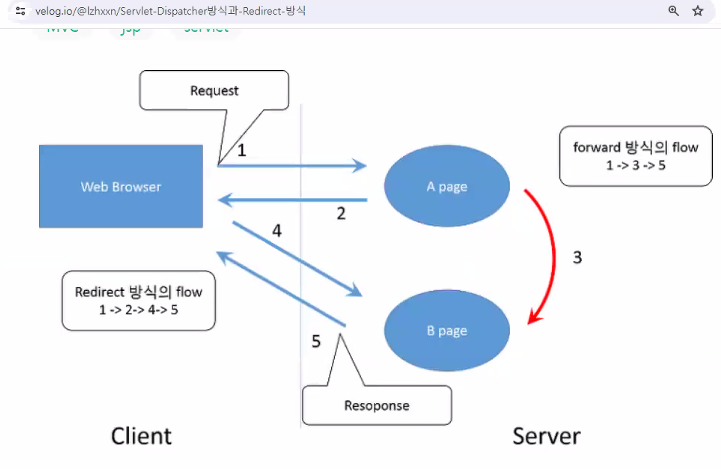 velog.io/@lzhxxn/Servlet-Dispatcher방식과-Redirect-방식
MVC jsp servlet
Request
1
forward 방식의 flow
1 -> 3 -> 5
Web Browser
A page
2
4
3
Redirect 방식의 flow
1 -> 2-> 4-> 5
B page
5
Resoponse
Client
Server